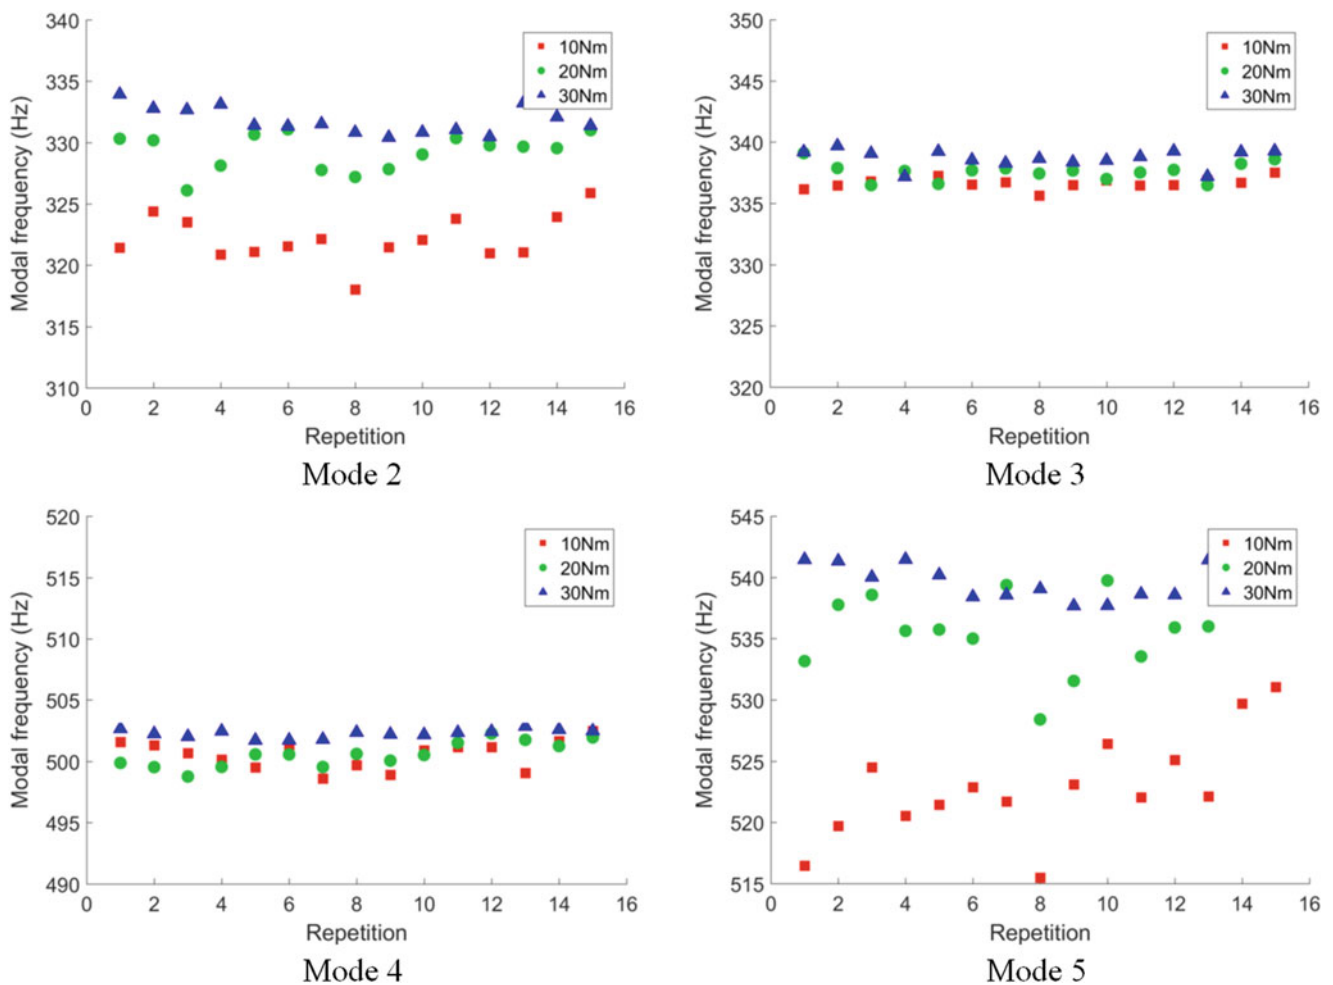 340
335
330
325
320
315
310
Modal frequency (Hz)
10Nm
20Nm
30Nm
0 2 4 6 8 10 12 14 16
Repetition
Mode 2
350
345
340
335
330
325
320
Modal frequency (Hz)
10Nm
20Nm
30Nm
0 2 4 6 8 10 12 14 16
Repetition
Mode 3
520
515
510
505
500
495
490
Modal frequency (Hz)
10Nm
20Nm
30Nm
0 2 4 6 8 10 12 14 16
Repetition
Mode 4
545
540
535
530
525
520
515
Modal frequency (Hz)
10Nm
20Nm
30Nm
0 2 4 6 8 10 12 14 16
Repetition
Mode 5